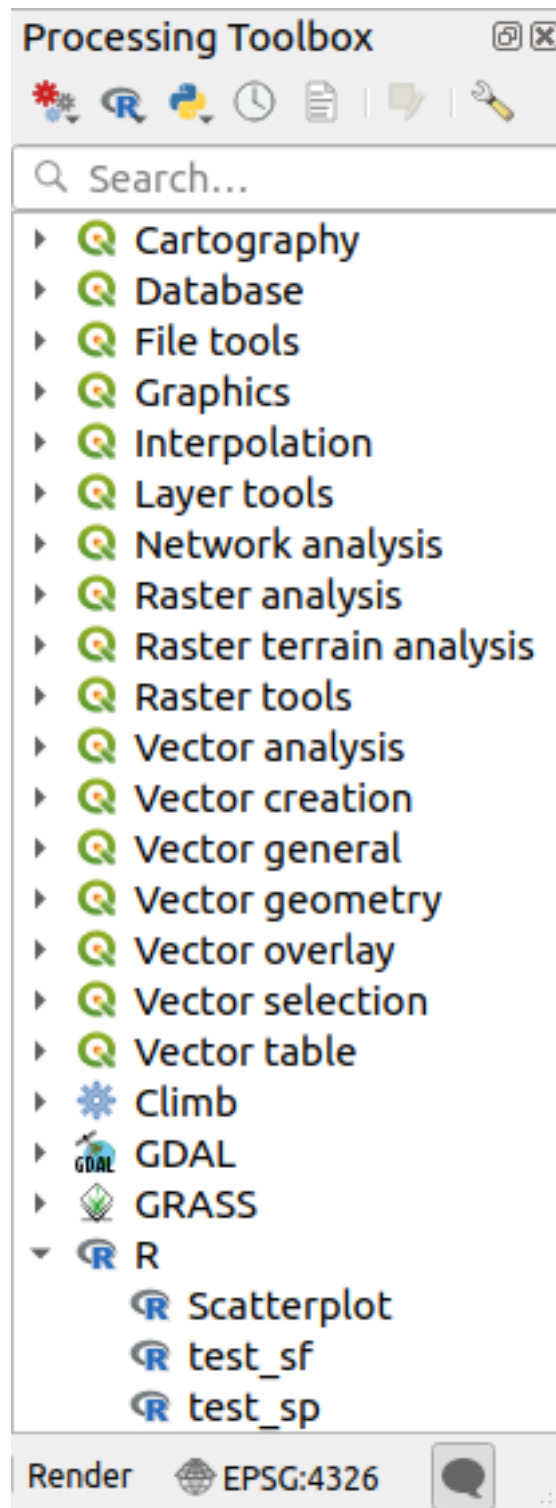 Processing Toolbox
Search...
Cartography
Database
File tools
Graphics
Interpolation
Layer tools
Network analysis
Raster analysis
Raster terrain analysis
Raster tools
Vector analysis
Vector creation
Vector general
Vector geometry
Vector overlay
Vector selection
Vector table
Climb
GDAL GDAL
GRASS
R R
R Scatterplot
R test_sf
R test_sp
Render EPSG:4326